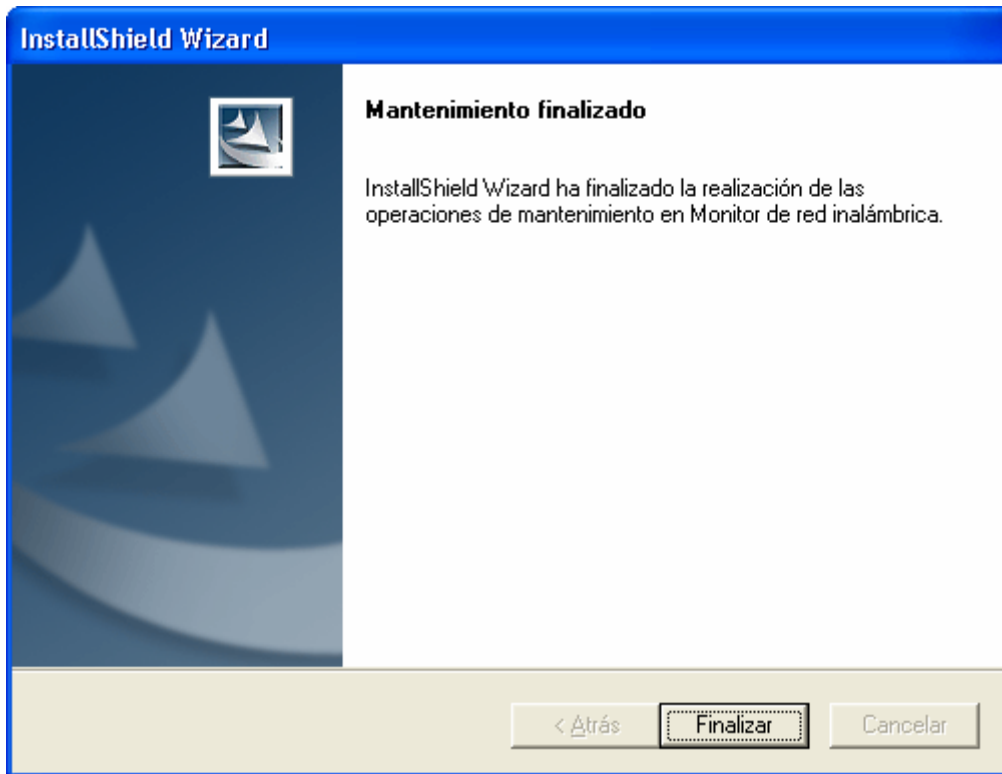 InstallShield Wizard
Mantenimiento finalizado
InstallShield Wizard ha finalizado la realización de las
operaciones de mantenimiento en Monitor de red inalámbrica.
< Atrás
Finalizar
Cancelar